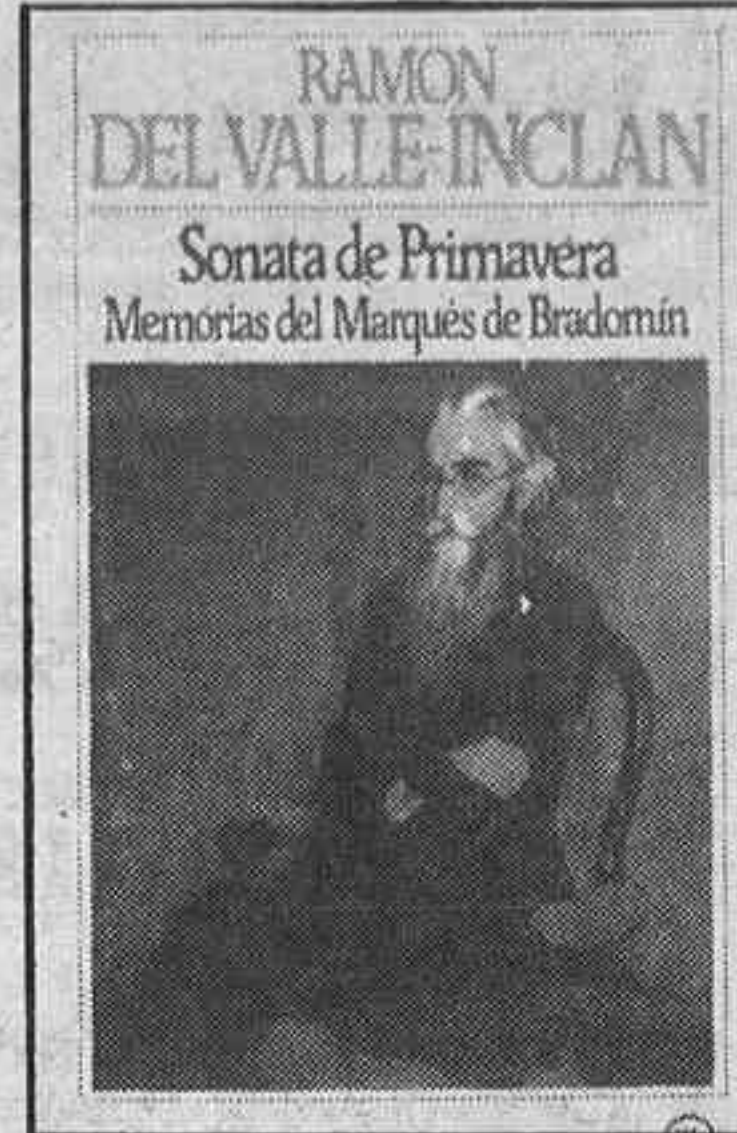 RAMON
DEL VALLE-INCLAN
Sonata de Primavera
Memorias del Marqués de Bradomín